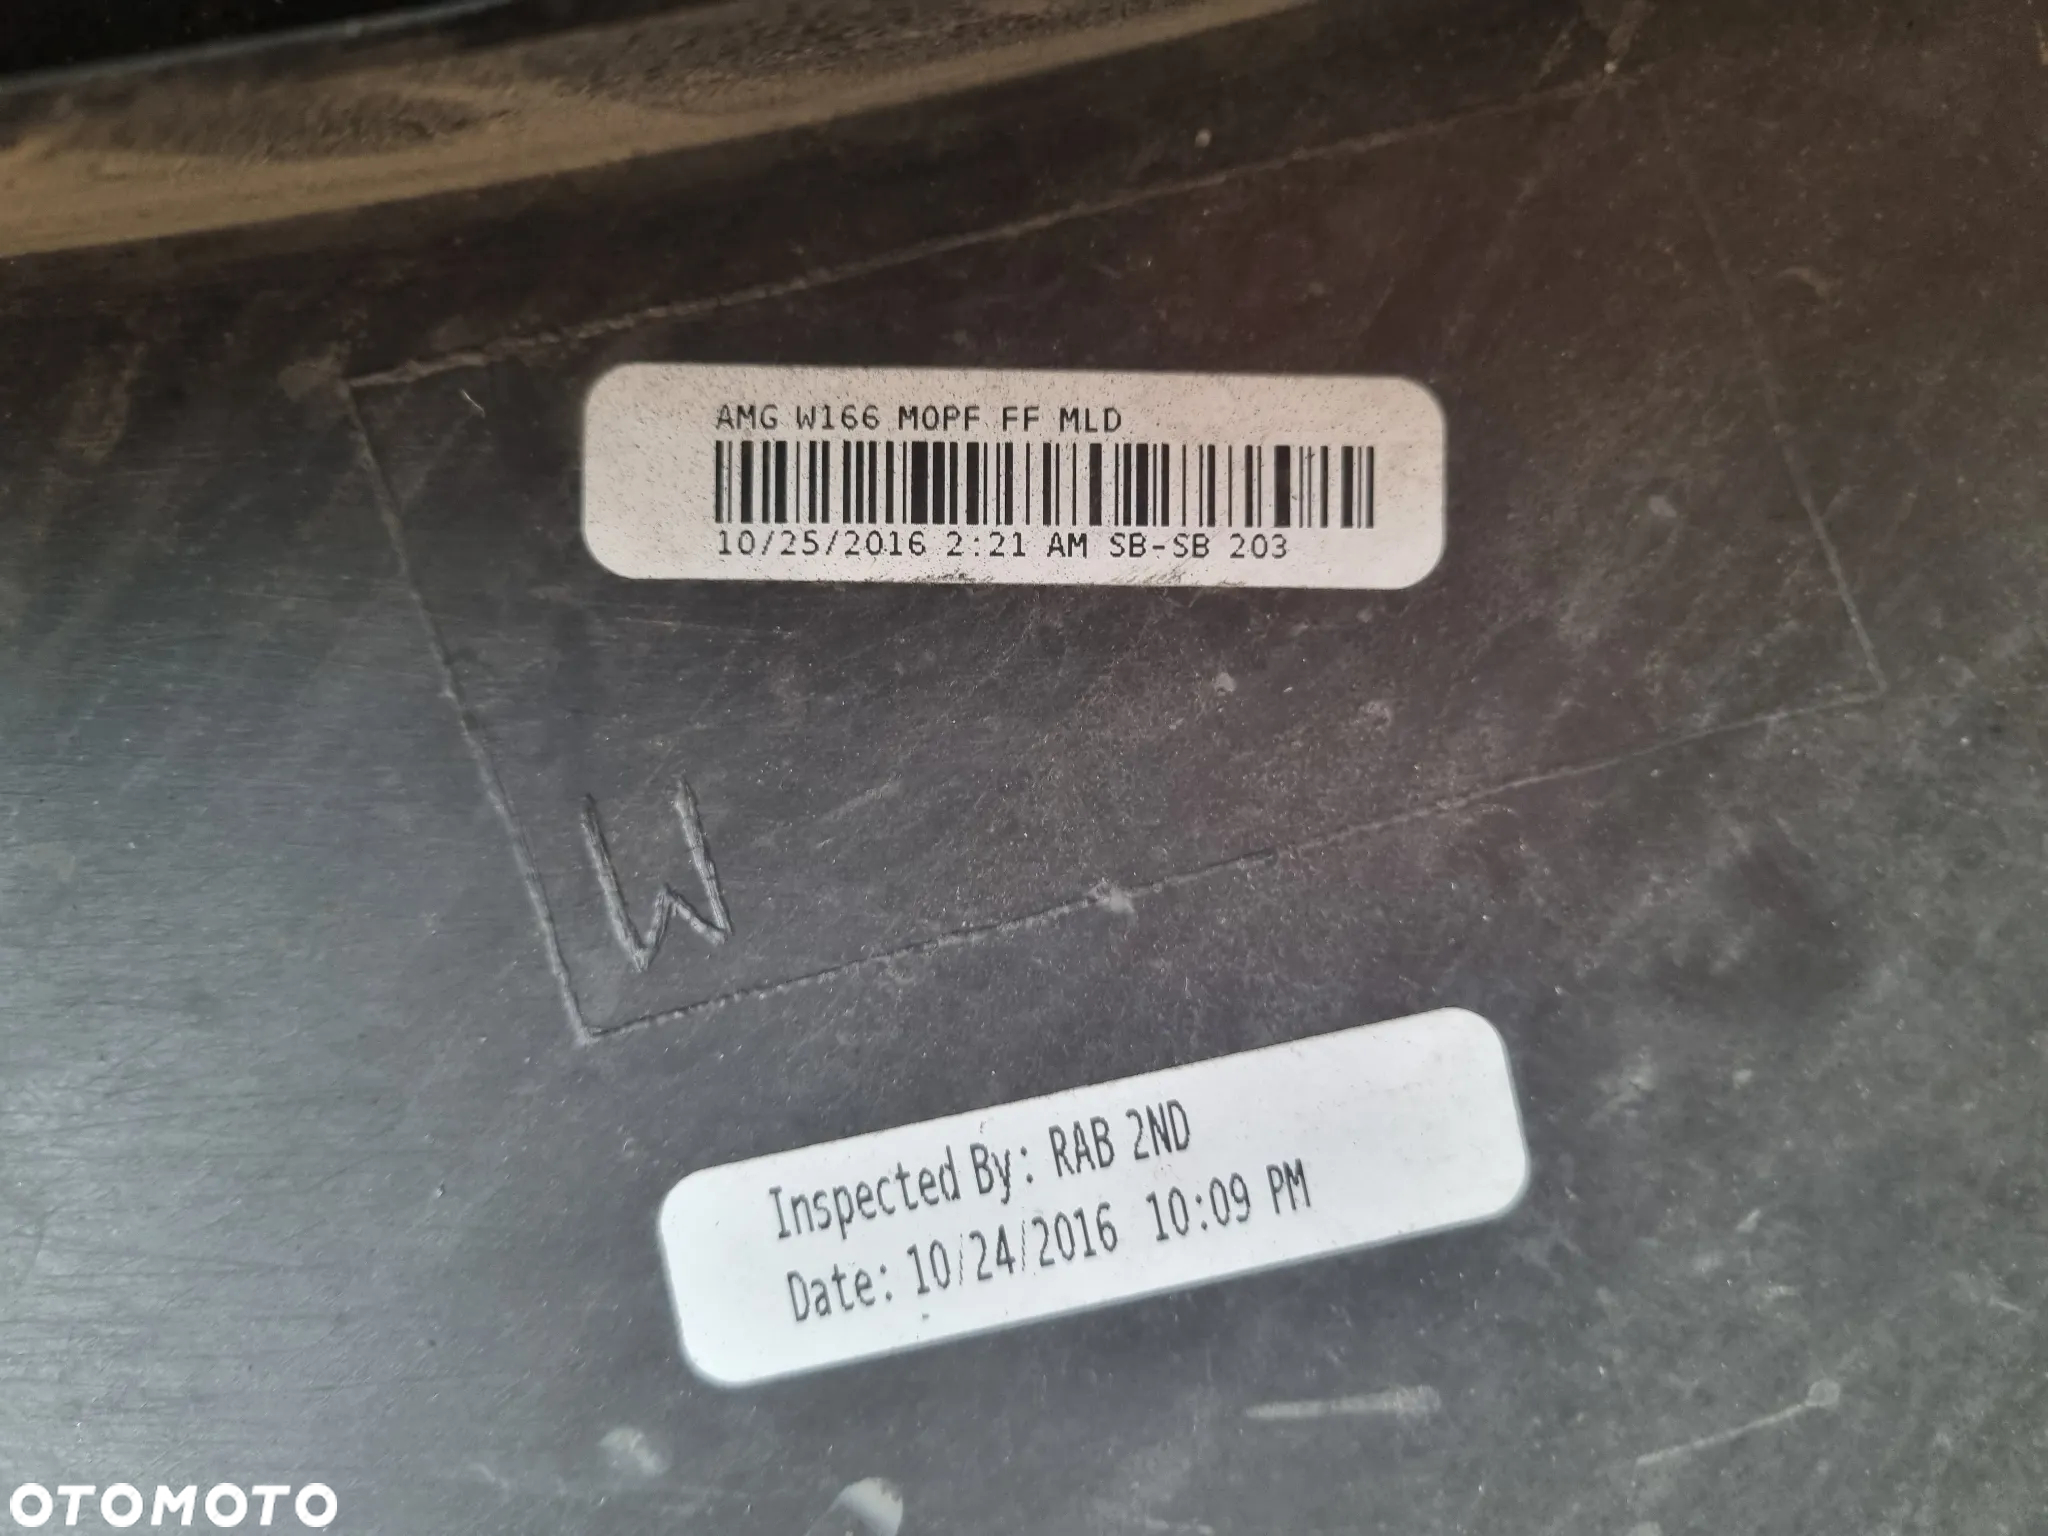 AMG W166 MOPF FF MLD
10/25/2016 2:21 AM SB-SB 203
W
Inspected By: RAB 2ND
Date: 10/24/2016 10:09 PM
OTOMOTO